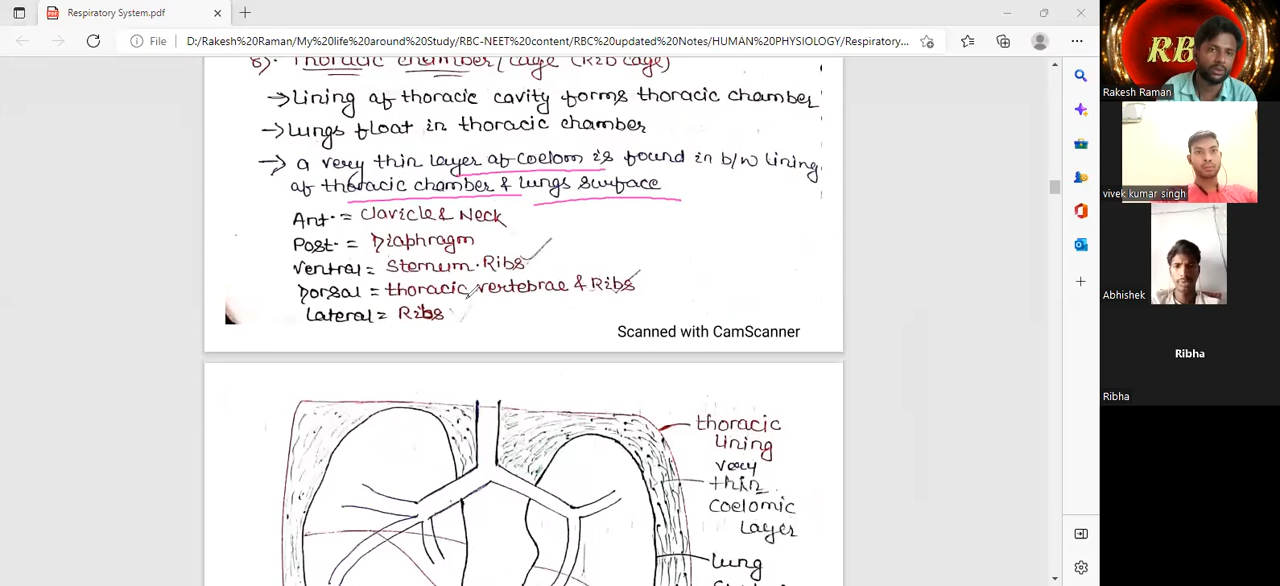 Respiratory System.pdf
File
D:/Rakesh Raman/My%20life%20around%20Study/RBC-NEET%20content/RBC%20updated%20Notes/HUMAN%20PHYSIOLOGY/Respiratory...
8). Thoracic chamber/Cage (Rib cage)
→ Lining of thoracic cavity forms thoracic chamber
→ Lungs float in thoracic chamber
→ a very thin layer of coelom is found in b/w lining
of thoracic chamber & lungs surface
Ant. = Clavicle & Neck
Post. = Diaphragm
Ventral = Sternum. Ribs
Dorsal = thoracic vertebrae & Ribs
Lateral = Ribs
Scanned with CamScanner
thoracic
lining
very
thin
coelomic
layer
lung
RB
Rakesh Raman
vivek kumar singh
Abhishek
Ribha
Ribha